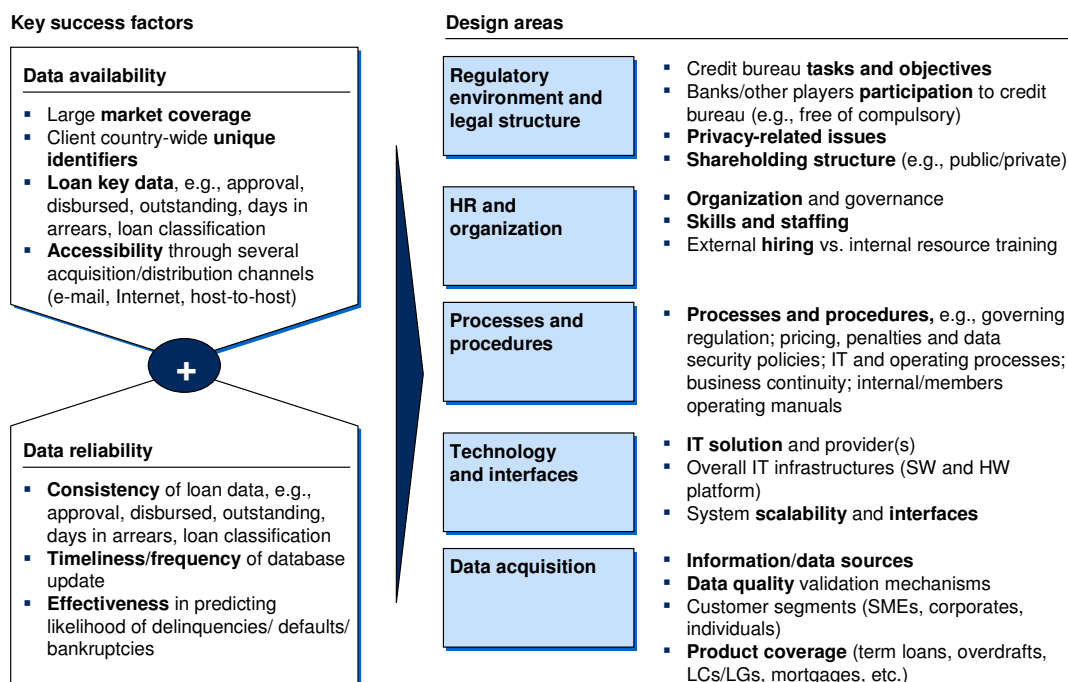 Key success factors
Data availability
▪ Large market coverage
▪ Client country-wide unique
identifiers
▪ Loan key data, e.g., approval,
disbursed, outstanding, days in
arrears, loan classification
▪ Accessibility through several
acquisition/distribution channels
(e-mail, Internet, host-to-host)
+
Data reliability
▪ Consistency of loan data, e.g.,
approval, disbursed, outstanding,
days in arrears, loan classification
▪ Timeliness/frequency of database
update
▪ Effectiveness in predicting
likelihood of delinquencies/ defaults/
bankruptcies
Design areas
Regulatory
environment and
legal structure
▪ Credit bureau tasks and objectives
▪ Banks/other players participation to credit
bureau (e.g., free of compulsory)
▪ Privacy-related issues
▪ Shareholding structure (e.g., public/private)
HR and
organization
▪ Organization and governance
▪ Skills and staffing
▪ External hiring vs. internal resource training
Processes and
procedures
▪ Processes and procedures, e.g., governing
regulation; pricing, penalties and data
security policies; IT and operating processes;
business continuity; internal/members
operating manuals
Technology
and interfaces
▪ IT solution and provider(s)
▪ Overall IT infrastructures (SW and HW
platform)
▪ System scalability and interfaces
Data acquisition
▪ Information/data sources
▪ Data quality validation mechanisms
▪ Customer segments (SMEs, corporates,
individuals)
▪ Product coverage (term loans, overdrafts,
LCs/LGs, mortgages, etc.)